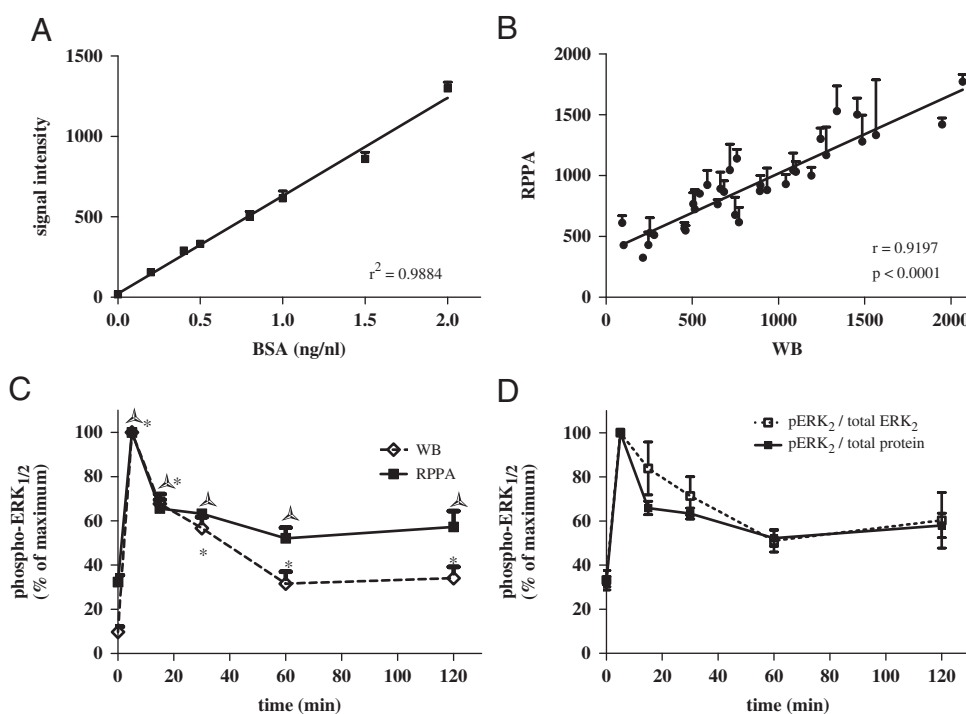 A
1500
1000
500
0
signal intensity
r² = 0.9884
0.0 0.5 1.0 1.5 2.0
BSA (ng/nl)
B
2000
1500
1000
500
0
RPPA
r = 0.9197
p < 0.0001
0 500 1000 1500 2000
WB
C
100
80
60
40
20
0
phospho-ERK1/2
(% of maximum)
WB
RPPA
*
*
*
*
*
0 20 40 60 80 100 120
time (min)
D
100
80
60
40
20
0
phospho-ERK1/2
(% of maximum)
pERK2 / total ERK2
pERK2 / total protein
0 20 40 60 80 100 120
time (min)